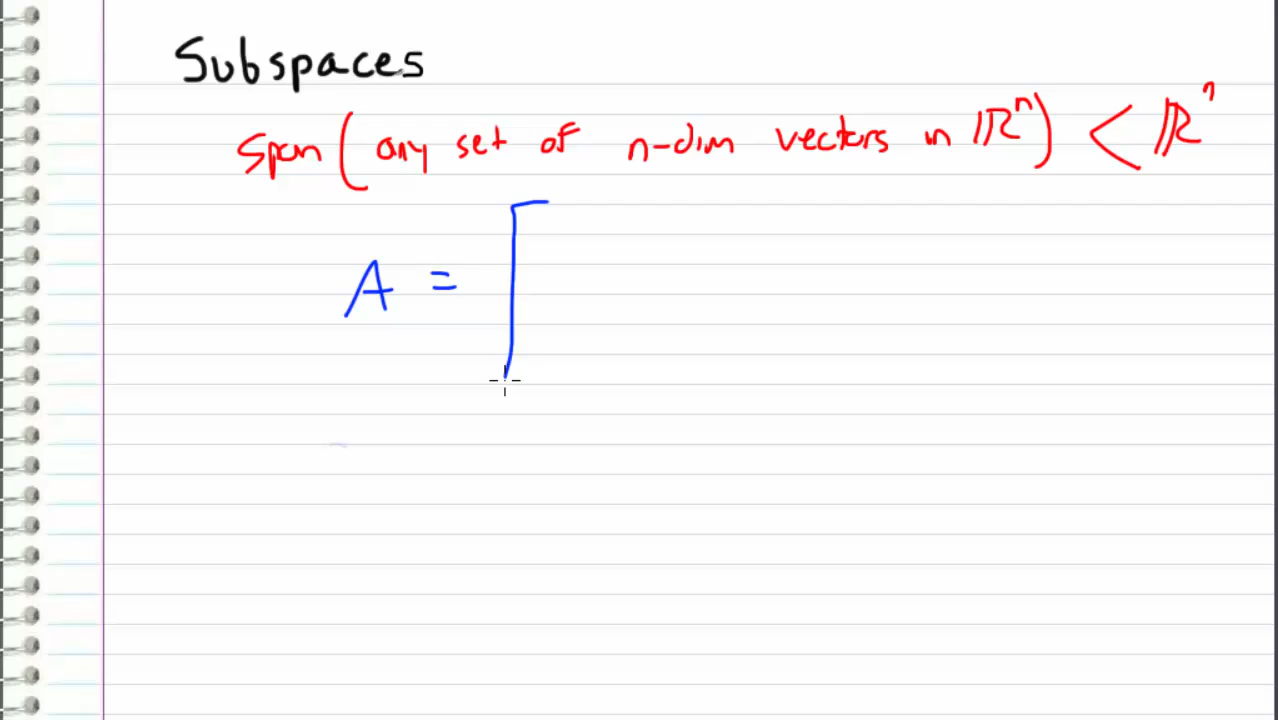 Subspaces
Span (any set of n-dim vectors in ℝⁿ) < ℝⁿ
A = [